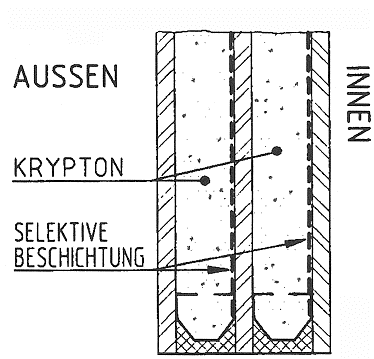 AUSSEN
INNEN
KRYPTON
SELEKTIVE
BESCHICHTUNG